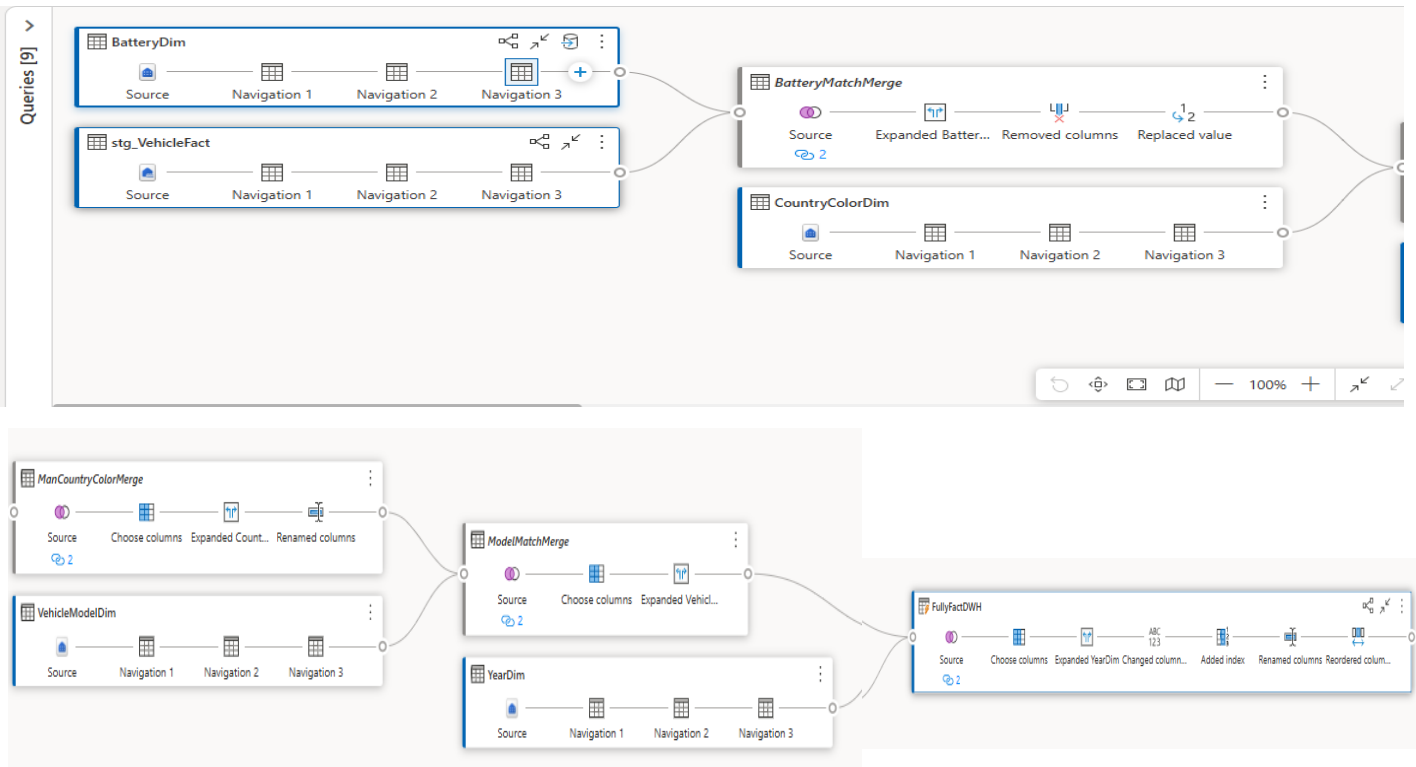 Queries [9]
BatteryDim
Source Navigation 1 Navigation 2 Navigation 3
stg_VehicleFact
Source Navigation 1 Navigation 2 Navigation 3
BatteryMatchMerge
Source Expanded Batter... Removed columns Replaced value
2
CountryColorDim
Source Navigation 1 Navigation 2 Navigation 3
100%
ManCountryColorMerge
Source Choose columns Expanded Count... Renamed columns
2
VehicleModelDim
Source Navigation 1 Navigation 2 Navigation 3
ModelMatchMerge
Source Choose columns Expanded Vehicl...
2
YearDim
Source Navigation 1 Navigation 2 Navigation 3
FullyFactDWH
ABC
123
Source Choose columns Expanded YearDim Changed column... Added index Renamed columns Reordered colum...
2